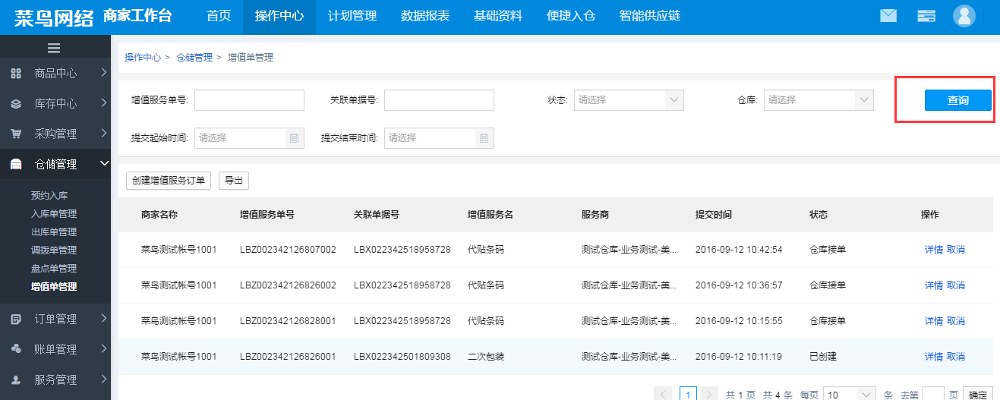 菜鸟网络 商家工作台 首页 操作中心 计划管理 数据报表 基础资料 便捷入仓 智能供应链
商品中心
库存中心
采购管理
仓储管理
预约入库
入库单管理
出库单管理
调拨单管理
盘点单管理
增值单管理
订单管理
账单管理
服务管理
操作中心 > 仓储管理 > 增值单管理
增值服务单号: 关联单据号: 状态: 请选择 仓库: 请选择 查询
提交起始时间: 请选择 提交结束时间: 请选择
创建增值服务订单 导出
商家名称 增值服务单号 关联单据号 增值服务名 服务商 提交时间 状态 操作
菜鸟测试帐号1001 LBZ002342126807002 LBX022342518958728 代贴条码 测试仓库-业务测试-美... 2016-09-12 10:42:54 仓库接单 详情 取消
菜鸟测试帐号1001 LBZ002342126826002 LBX022342518958728 代贴条码 测试仓库-业务测试-美... 2016-09-12 10:36:57 仓库接单 详情 取消
菜鸟测试帐号1001 LBZ002342126828001 LBX022342518958728 代贴条码 测试仓库-业务测试-美... 2016-09-12 10:15:55 仓库接单 详情 取消
菜鸟测试帐号1001 LBZ002342126826001 LBX022342501809308 二次包装 测试仓库-业务测试-美... 2016-09-12 10:11:19 已创建 详情 取消
< 1 > 共 1 页 共 4 条 每页 10 条 去第 页 确定